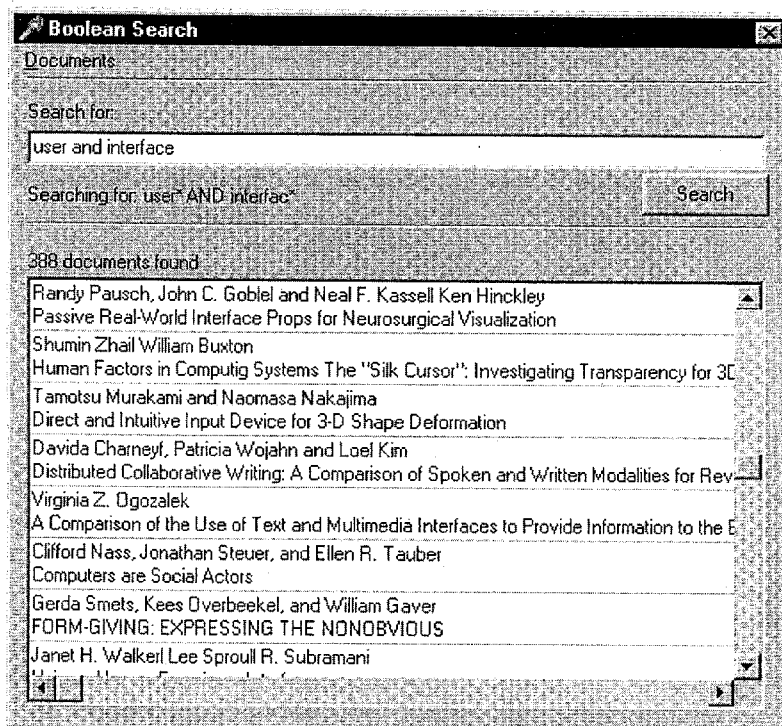 Boolean Search
Documents
Search for:
user and interface
Searching for: user* AND interfac*
Search
388 documents found
Randy Pausch, John C. Goblel and Neal F. Kassell Ken Hinckley
Passive Real-World Interface Props for Neurosurgical Visualization
Shumin Zhail William Buxton
Human Factors in Computig Systems The "Silk Cursor": Investigating Transparency for 3D
Tamotsu Murakami and Naomasa Nakajima
Direct and Intuitive Input Device for 3-D Shape Deformation
Davida Charneyf, Patricia Wojahn and Loel Kim
Distributed Collaborative Writing: A Comparison of Spoken and Written Modalities for Rev
Virginia Z. Ogozalek
A Comparison of the Use of Text and Multimedia Interfaces to Provide Information to the E
Clifford Nass, Jonathan Steuer, and Ellen R. Tauber
Computers are Social Actors
Gerda Smets, Kees Overbeekel, and William Gaver
FORM-GIVING: EXPRESSING THE NONOBVIOUS
Janet H. Walkerl Lee Sproull R. Subramani